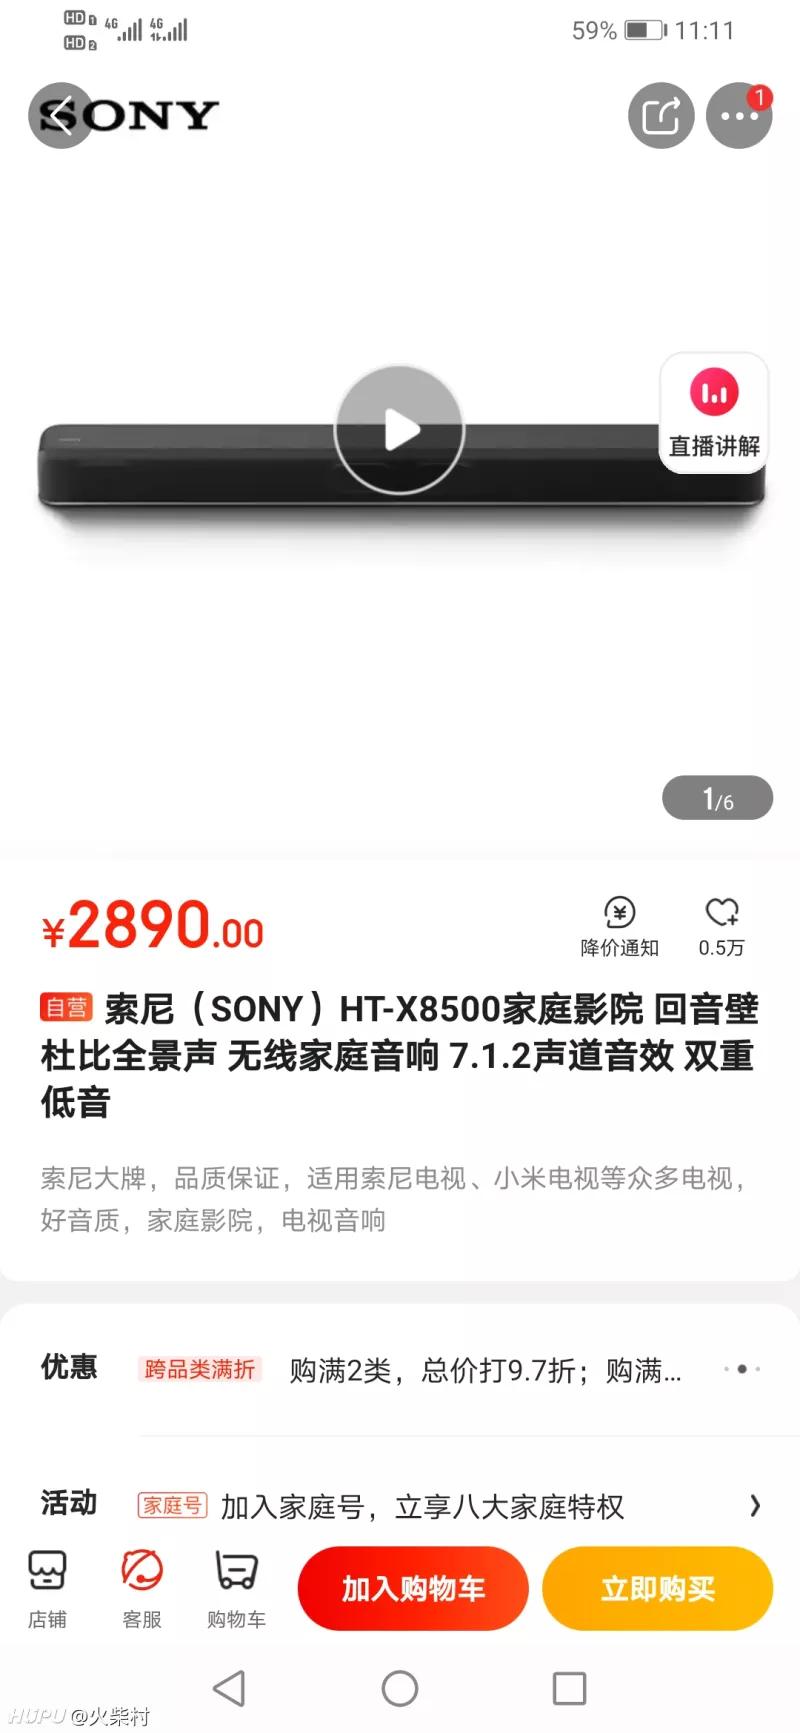 HD 1 4G 4G
HD 2
59% 11:11
SONY
1
直播讲解
1/6
¥2890.00
降价通知
0.5万
自营 索尼（SONY）HT-X8500家庭影院 回音壁
杜比全景声 无线家庭音响 7.1.2声道音效 双重
低音
索尼大牌，品质保证，适用索尼电视、小米电视等众多电视，
好音质，家庭影院，电视音响
优惠 跨品类满折 购满2类，总价打9.7折；购满...
活动 家庭号 加入家庭号，立享八大家庭特权
店铺
客服
购物车
加入购物车
立即购买
HUPU @火柴村